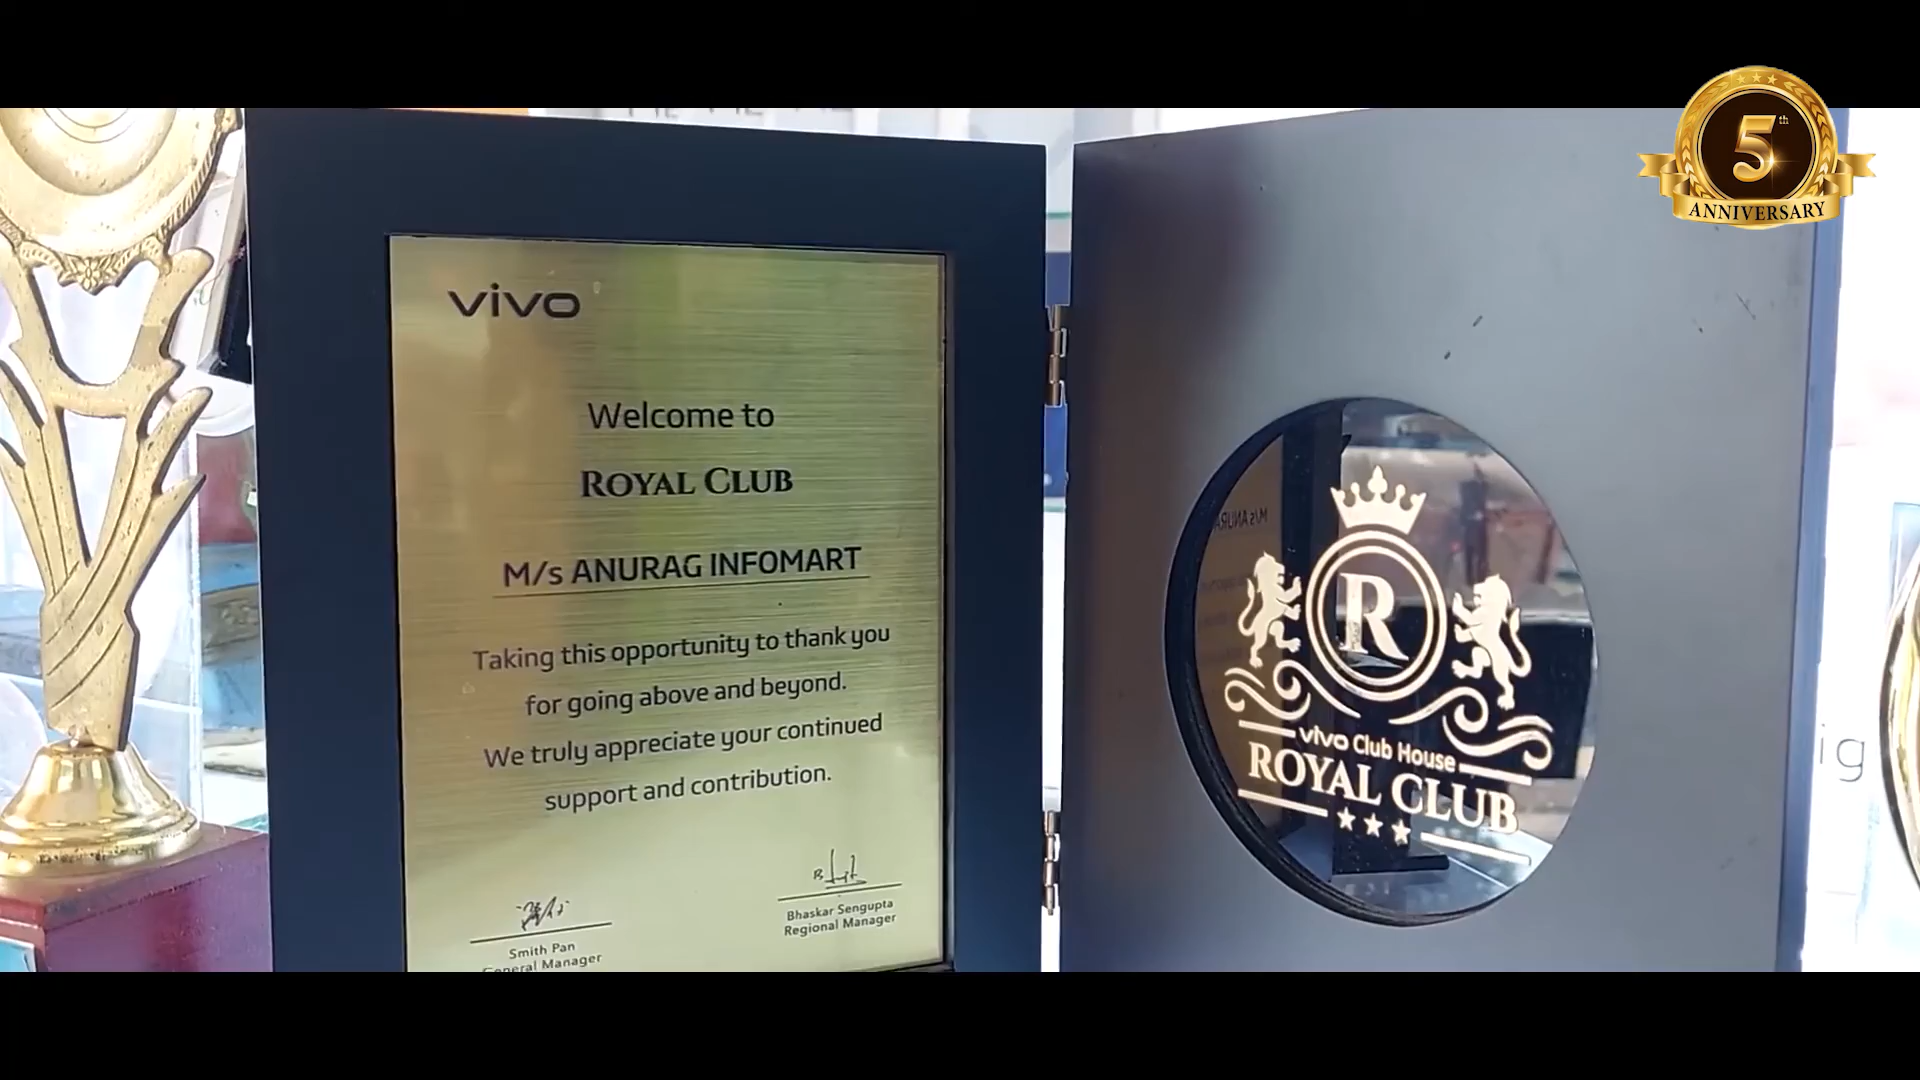 vivo
Welcome to
ROYAL CLUB
M/s ANURAG INFOMART
Taking this opportunity to thank you
for going above and beyond.
We truly appreciate your continued
support and contribution.
Smith Pan
General Manager
Bhaskar Sengupta
Regional Manager
R
vivo Club House
ROYAL CLUB
5th
ANNIVERSARY
ig